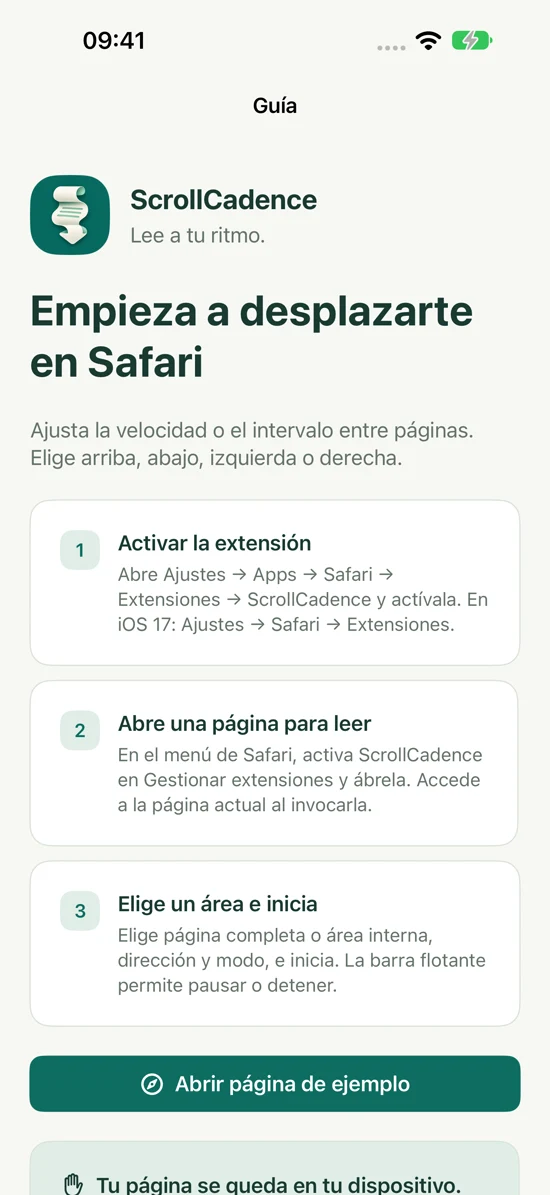 09:41
Guía
ScrollCadence
Lee a tu ritmo.
Empieza a desplazarte
en Safari
Ajusta la velocidad o el intervalo entre páginas.
Elige arriba, abajo, izquierda o derecha.
1
Activar la extensión
Abre Ajustes → Apps → Safari →
Extensiones → ScrollCadence y actívala. En
iOS 17: Ajustes → Safari → Extensiones.
2
Abre una página para leer
En el menú de Safari, activa ScrollCadence
en Gestionar extensiones y ábrela. Accede
a la página actual al invocarla.
3
Elige un área e inicia
Elige página completa o área interna,
dirección y modo, e inicia. La barra flotante
permite pausar o detener.
Abrir página de ejemplo
Tu página se queda en tu dispositivo.